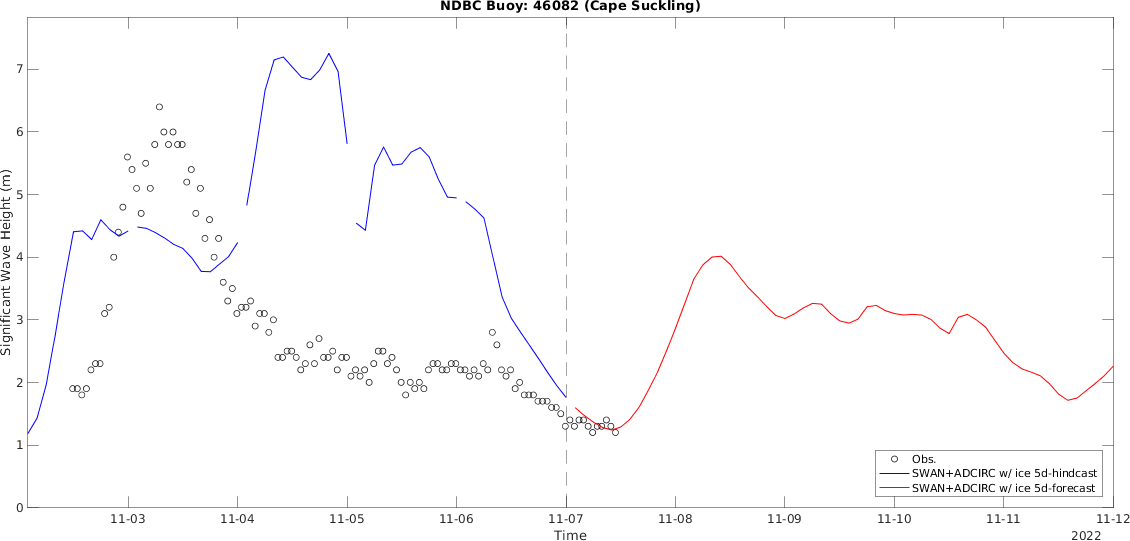 NDBC Buoy: 46082 (Cape Suckling)
Significant Wave Height (m)
7
6
5
4
3
2
1
0
Obs.
SWAN+ADCIRC w/ ice 5d-hindcast
SWAN+ADCIRC w/ ice 5d-forecast
11-03 11-04 11-05 11-06 11-07 11-08 11-09 11-10 11-11 11-12
Time
2022